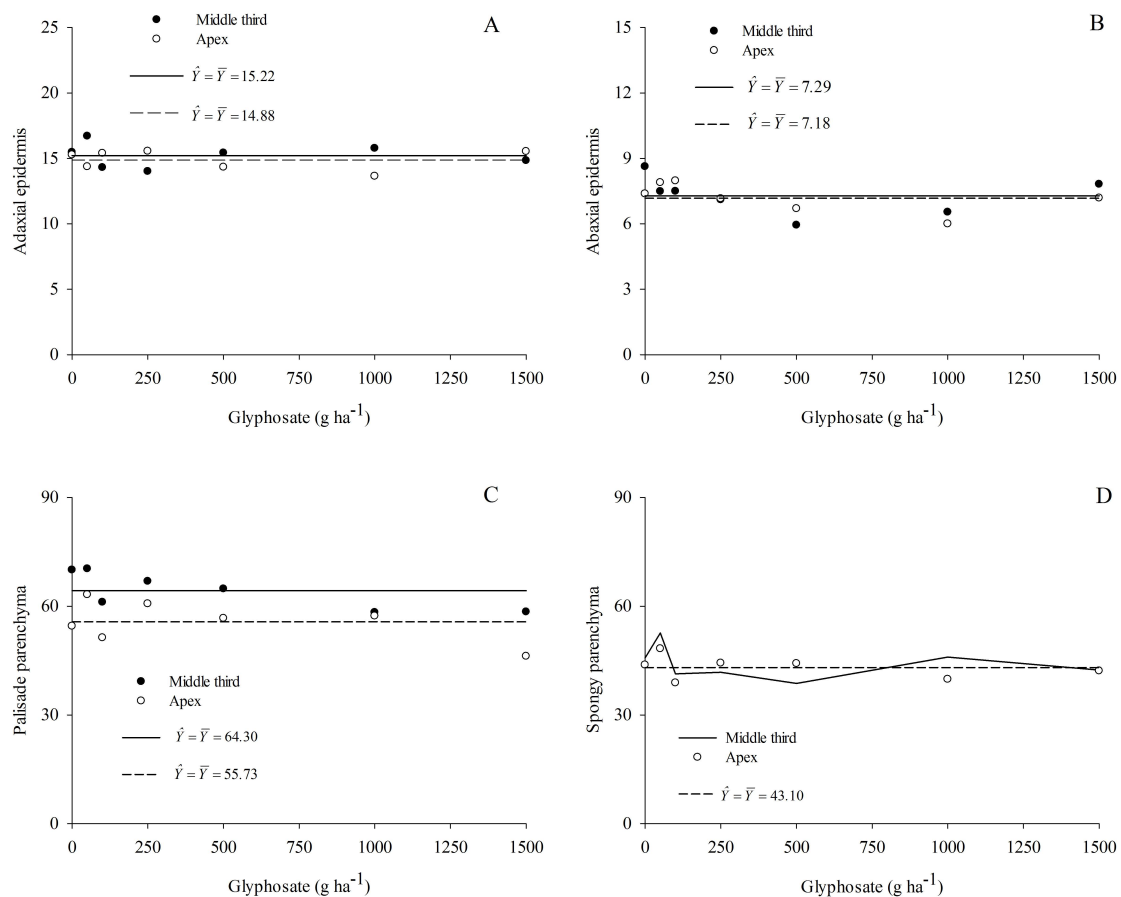 A
Middle third
Apex
Ŷ = Ȳ = 15.22
Ŷ = Ȳ = 14.88
25
20
15
10
5
0
Adaxial epidermis
0 250 500 750 1000 1250 1500
Glyphosate (g ha⁻¹)
B
Middle third
Apex
Ŷ = Ȳ = 7.29
Ŷ = Ȳ = 7.18
15
12
9
6
3
0
Abaxial epidermis
0 250 500 750 1000 1250 1500
Glyphosate (g ha⁻¹)
C
90
60
30
0
Palisade parenchyma
Middle third
Apex
Ŷ = Ȳ = 64.30
Ŷ = Ȳ = 55.73
0 250 500 750 1000 1250 1500
Glyphosate (g ha⁻¹)
D
90
60
30
0
Spongy parenchyma
Middle third
Apex
Ŷ = Ȳ = 43.10
0 250 500 750 1000 1250 1500
Glyphosate (g ha⁻¹)